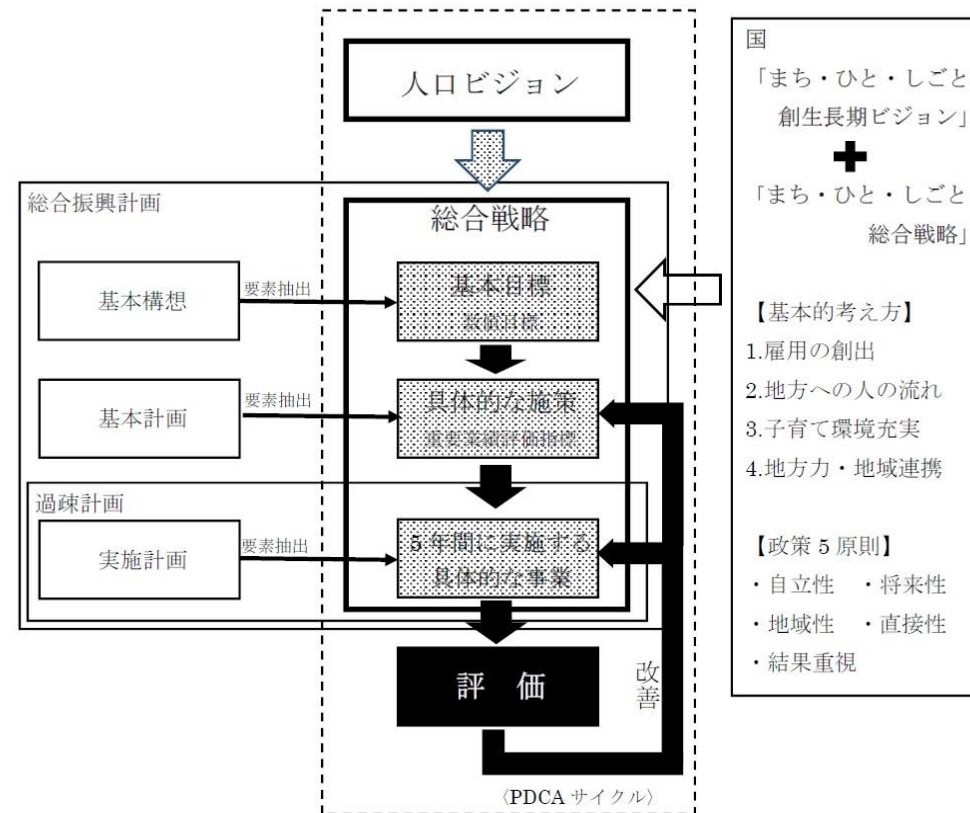 人口ビジョン
総合振興計画
総合戦略
基本構想
要素抽出
基本目標
数値目標
基本計画
要素抽出
具体的な施策
重要業績評価指標
過疎計画
実施計画
要素抽出
5年間に実施する
具体的な事業
評 価
改善
〈PDCA サイクル〉
国
「まち・ひと・しごと
創生長期ビジョン」
「まち・ひと・しごと
総合戦略」
【基本的考え方】
1.雇用の創出
2.地方への人の流れ
3.子育て環境充実
4.地方力・地域連携
【政策 5 原則】
・自立性 ・将来性
・地域性 ・直接性
・結果重視